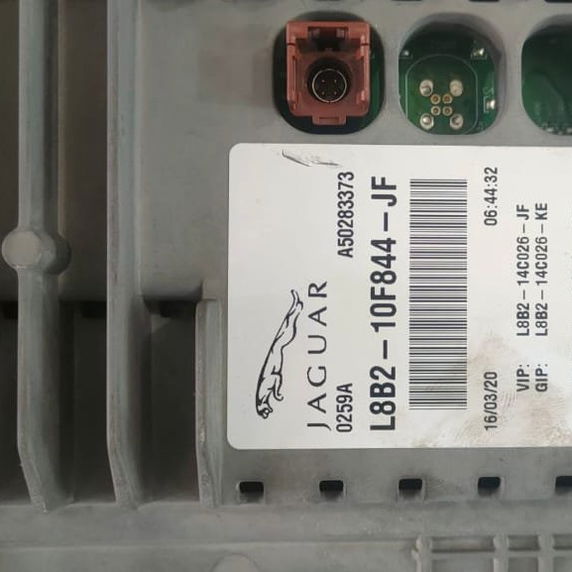 JAGUAR
0259A A50283373
L8B2-10F844-JF
16/03/20 06:44:32
VIP: L8B2-14C026-JF
GIP: L8B2-14C026-KE